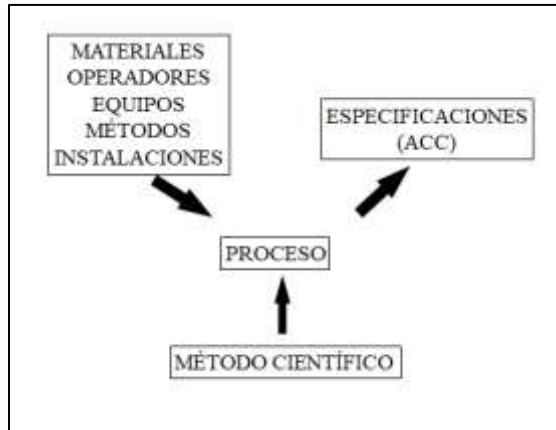 MATERIALES
OPERADORES
EQUIPOS
MÉTODOS
INSTALACIONES
ESPECIFICACIONES
(ACC)
PROCESO
MÉTODO CIENTÍFICO